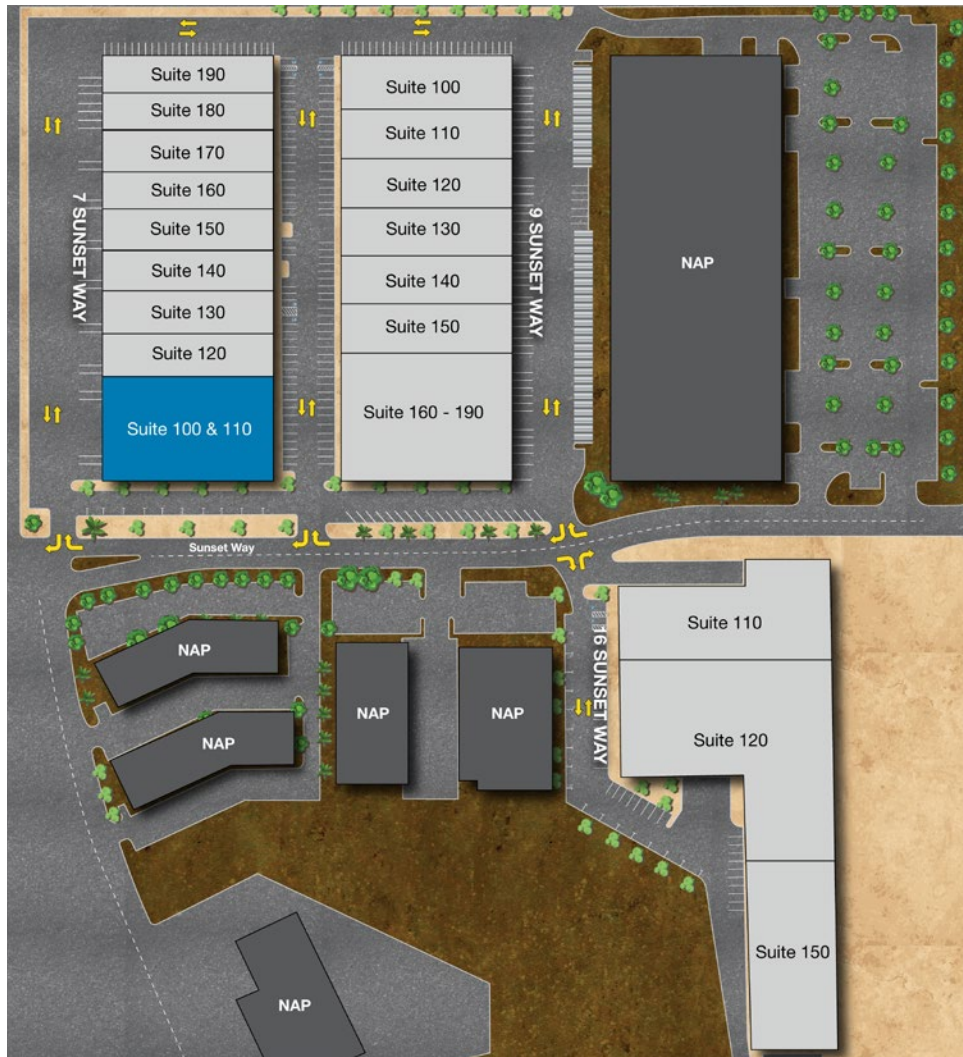 Suite 190
Suite 180
Suite 170
Suite 160
Suite 150
Suite 140
Suite 130
Suite 120
Suite 100 & 110
7 SUNSET WAY
Suite 100
Suite 110
Suite 120
Suite 130
Suite 140
Suite 150
Suite 160 - 190
9 SUNSET WAY
NAP
Sunset Way
NAP
NAP
NAP
NAP
16 SUNSET WAY
Suite 110
Suite 120
Suite 150
NAP